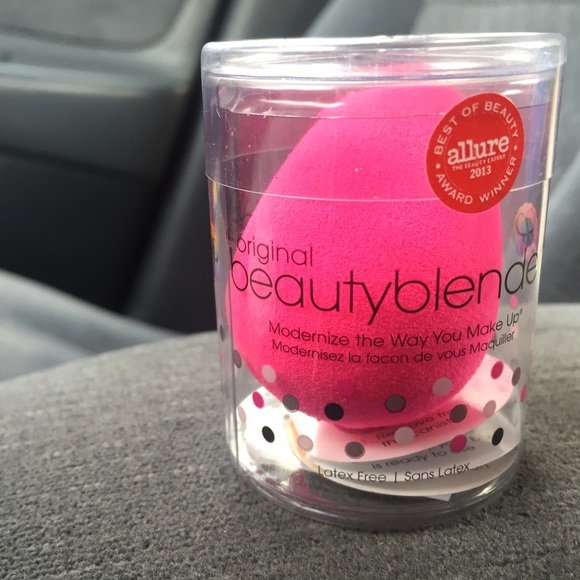 BEST OF BEAUTY
allure
THE BEAUTY EXPERT
2013
AWARD WINNER
original
beautyblende
Modernize the Way You Make Up®
Modernisez la facon de vous Maquiller
is ready to
Latex Free | Sans Latex